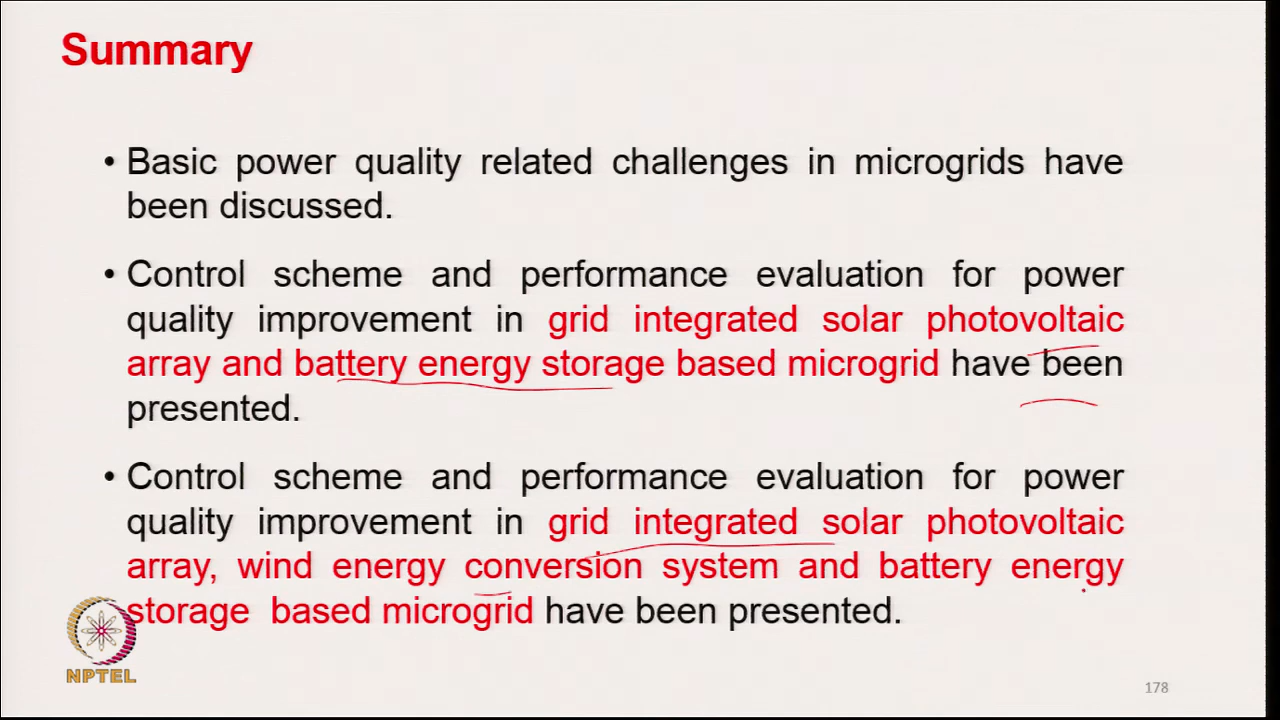 Summary
• Basic power quality related challenges in microgrids have
been discussed.
• Control scheme and performance evaluation for power
quality improvement in grid integrated solar photovoltaic
array and battery energy storage based microgrid have been
presented.
• Control scheme and performance evaluation for power
quality improvement in grid integrated solar photovoltaic
array, wind energy conversion system and battery energy
storage based microgrid have been presented.
NPTEL
178